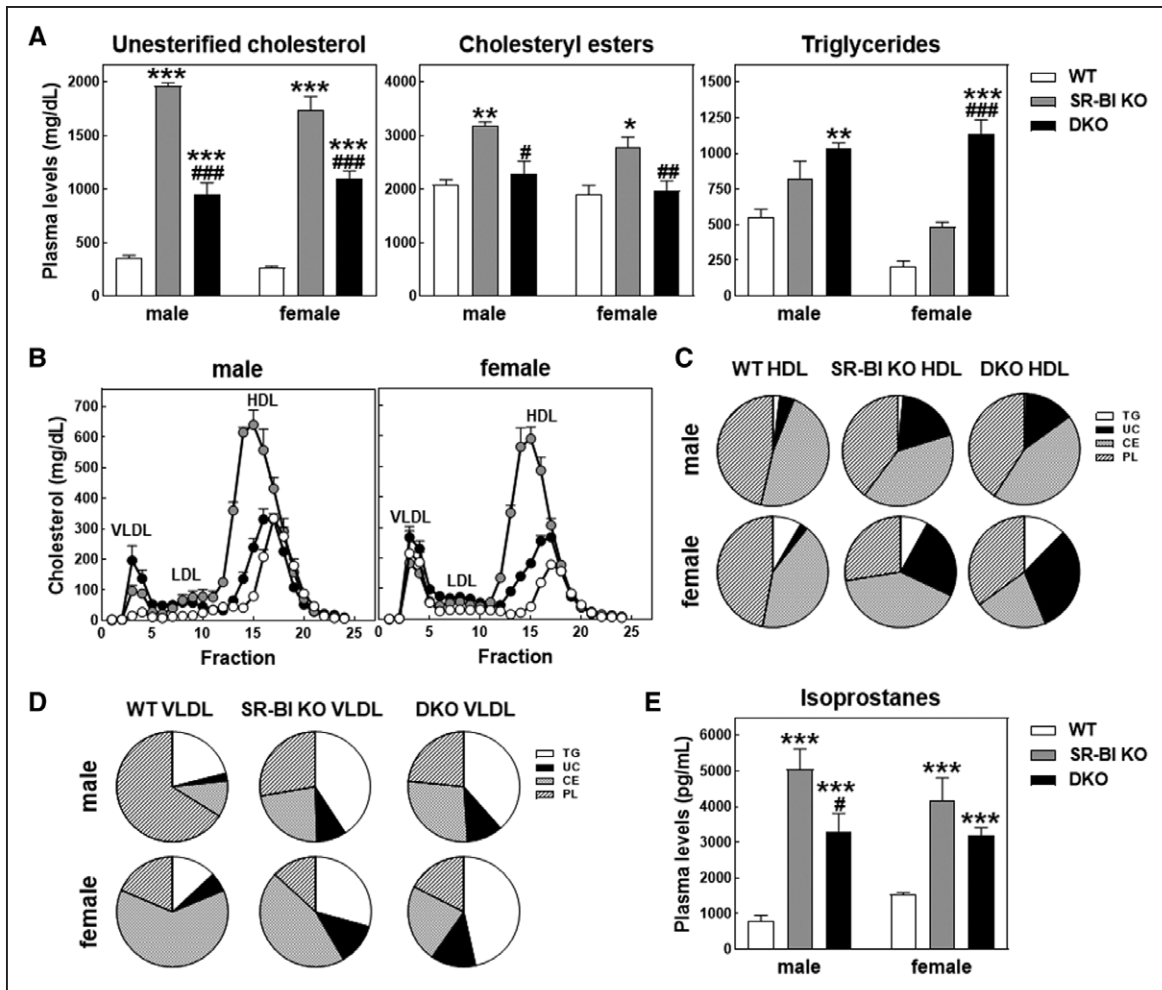 A
Unesterified cholesterol
Cholesteryl esters
Triglycerides
Plasma levels (mg/dL)
2000
1500
1000
500
0
*** *** *** ###
*** ###
male female
4000
3000
2000
1000
0
** # * ##
male female
1500
1250
1000
750
500
250
0
** *** ###
male female
WT
SR-BI KO
DKO
B
male
female
Cholesterol (mg/dL)
700
600
500
400
300
200
100
0
VLDL
LDL
HDL
VLDL
LDL
HDL
0 5 10 15 20 25
0 5 10 15 20 25
Fraction
Fraction
C
WT HDL SR-BI KO HDL DKO HDL
male
female
TG
UC
CE
PL
D
WT VLDL SR-BI KO VLDL DKO VLDL
male
female
TG
UC
CE
PL
E
Isoprostanes
Plasma levels (pg/mL)
6000
5000
4000
3000
2000
1000
0
*** *** # *** ***
male female
WT
SR-BI KO
DKO